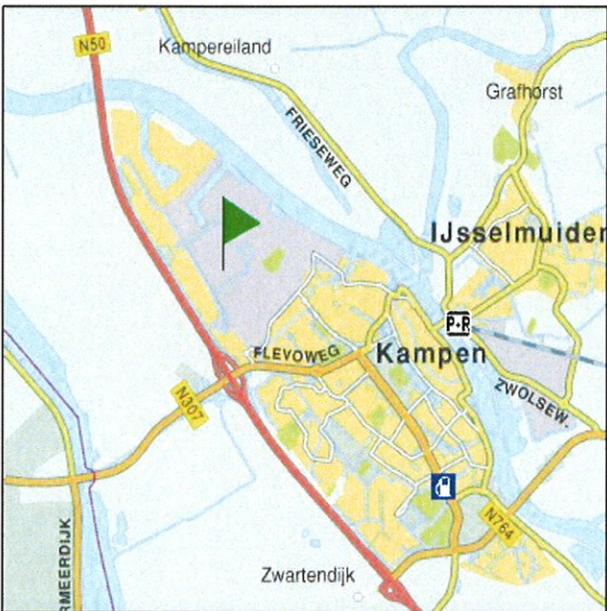 N50
Kampereiland
Grafhorst
FRIESEWEG
IJsselmuiden
P+R
FLEVOWEG
Kampen
N307
ZWOLSEW.
N764
RMEERDIJK
Zwartendijk